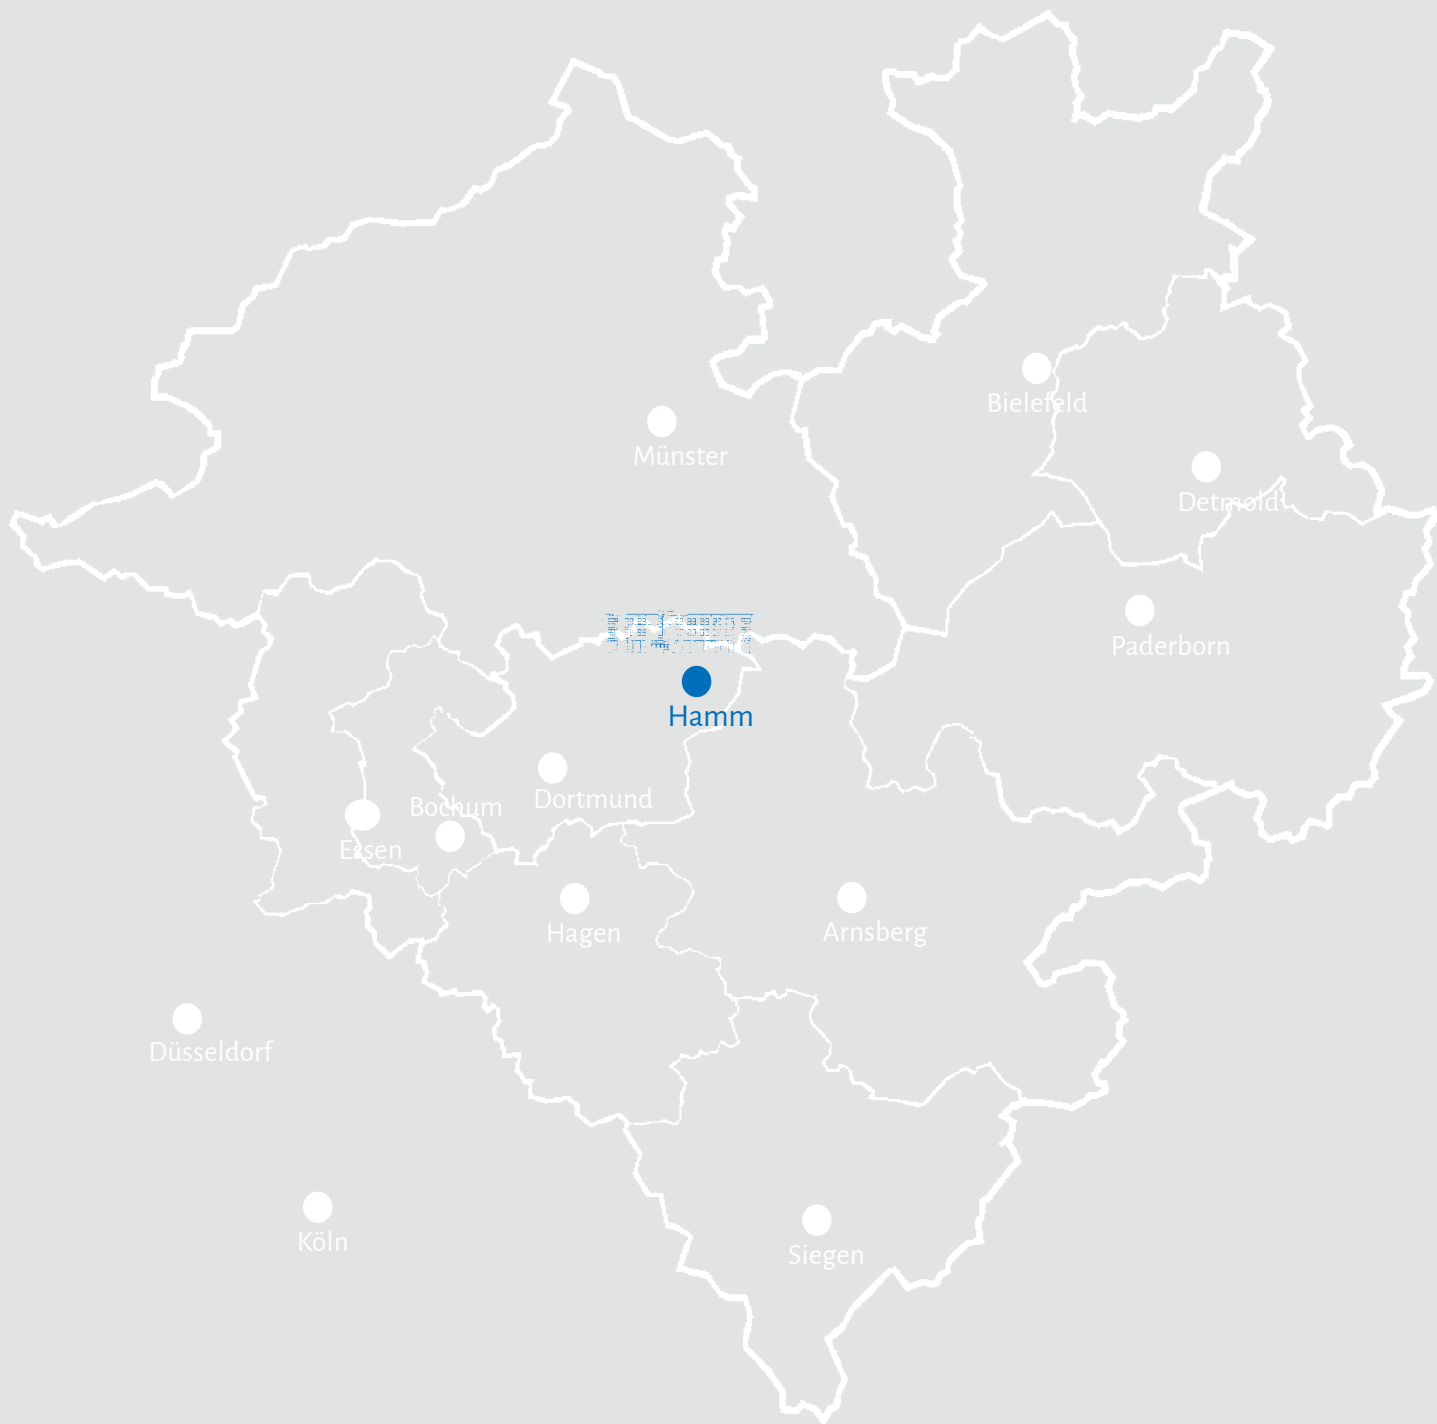 Bielefeld
Münster
Detmold
Paderborn
Hamm
Dortmund
Bochum
Essen
Hagen
Arnsberg
Düsseldorf
Köln
Siegen